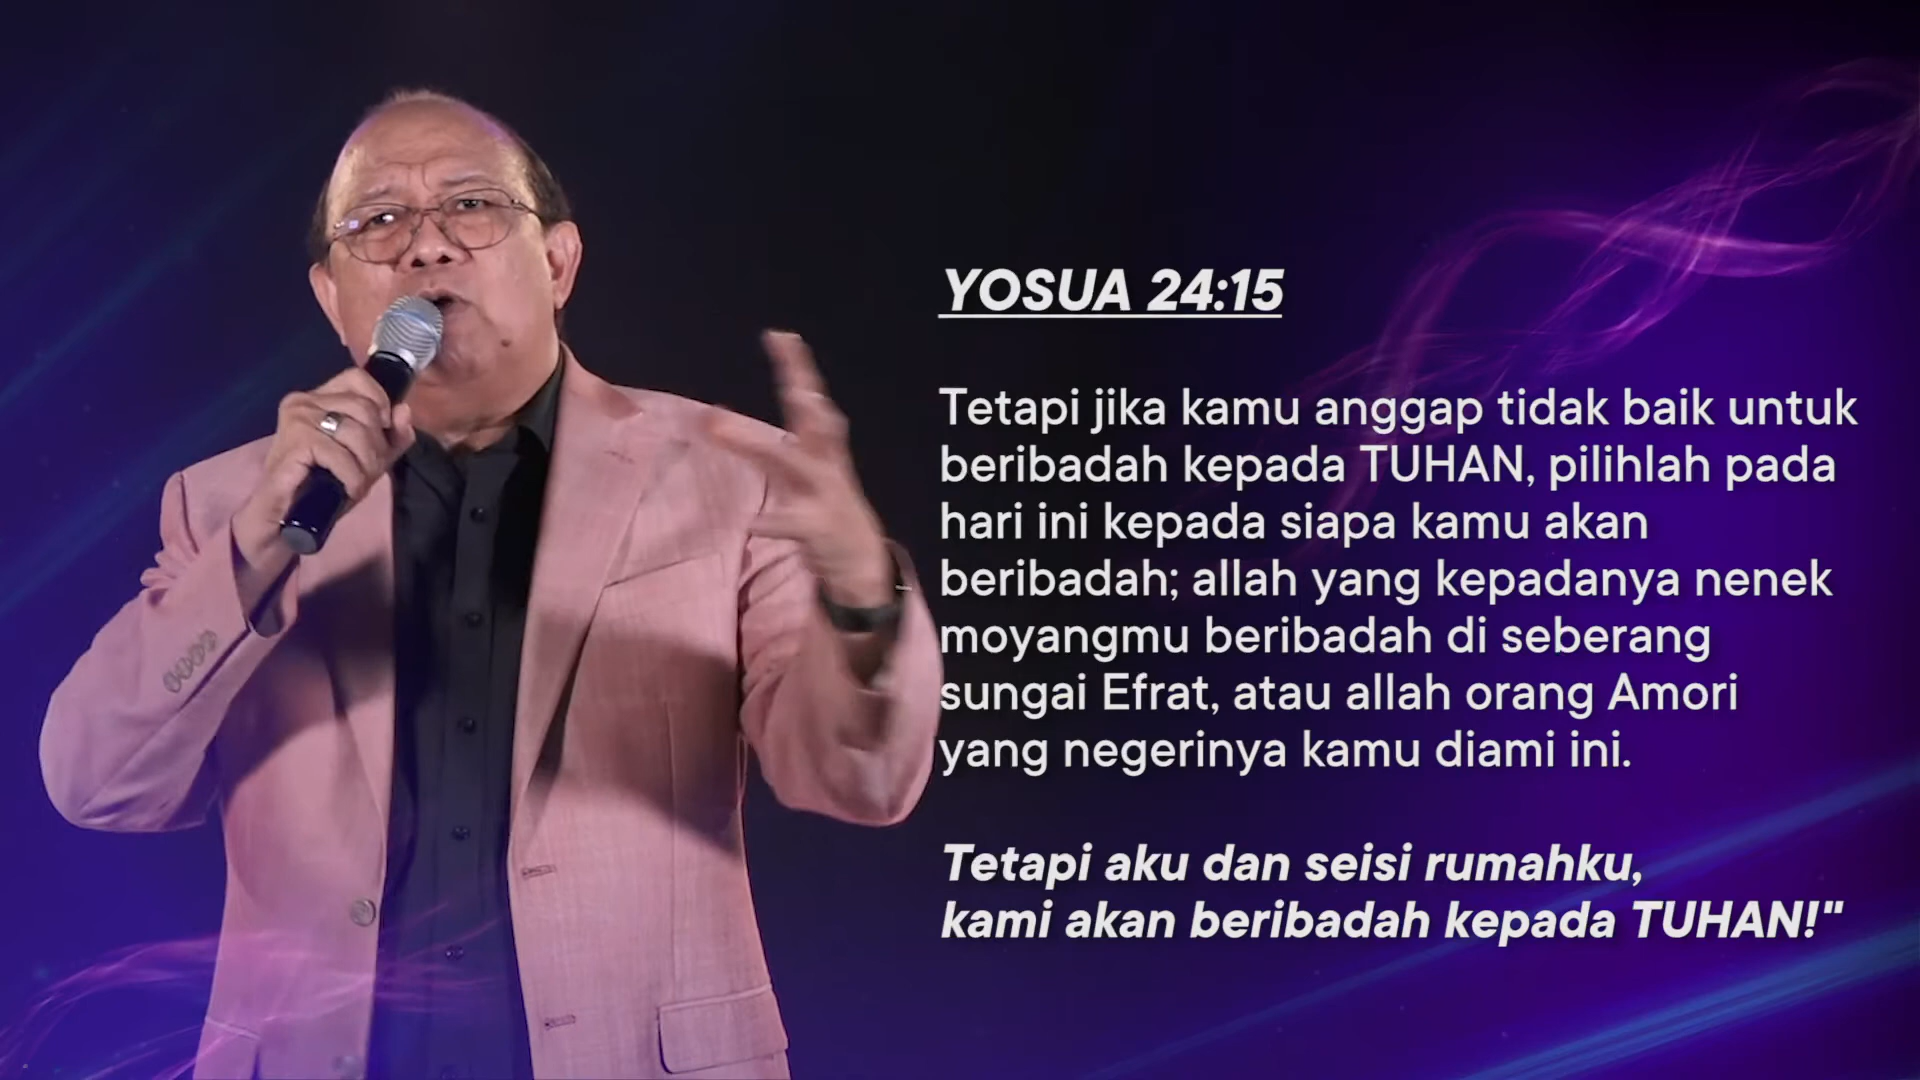 YOSUA 24:15
Tetapi jika kamu anggap tidak baik untuk
beribadah kepada TUHAN, pilihlah pada
hari ini kepada siapa kamu akan
beribadah; allah yang kepadanya nenek
moyangmu beribadah di seberang
sungai Efrat, atau allah orang Amori
yang negerinya kamu diami ini.
Tetapi aku dan seisi rumahku,
kami akan beribadah kepada TUHAN!"